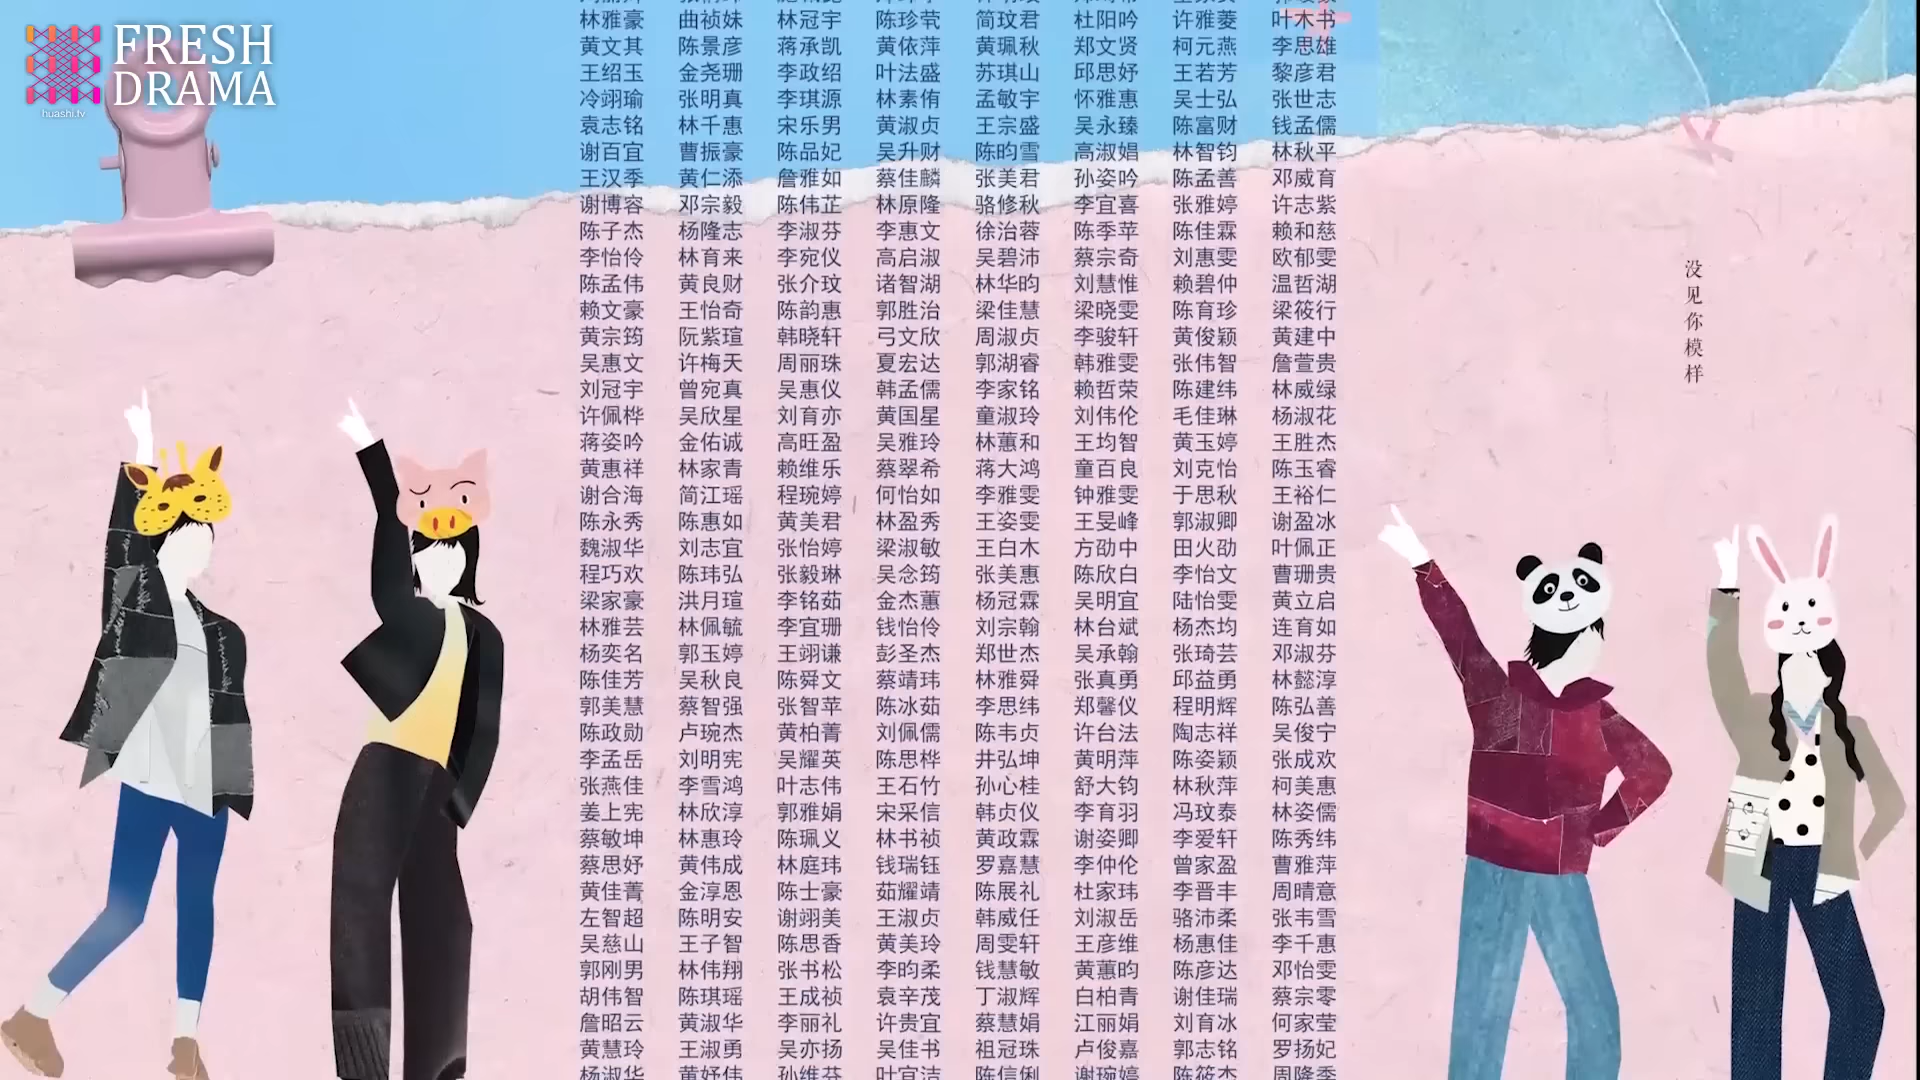 FRESH
DRAMA
huashi.tv
林雅豪 曲祯妹 林冠宇 陈珍茕 简玟君 杜阳吟 许雅菱 叶木书
黄文其 陈景彦 蒋承凯 黄依萍 黄珮秋 郑文贤 柯元燕 李思雄
王绍玉 金尧珊 李政绍 叶法盛 苏琪山 邱思妤 王若芳 黎彦君
冷翊瑜 张明真 李琪源 林素侑 孟敏宇 怀雅惠 吴士弘 张世志
袁志铭 林千惠 宋乐男 黄淑贞 王宗盛 吴永臻 陈富财 钱孟儒
谢百宜 曹振豪 陈品妃 吴升财 陈昀雪 高淑娼 林智钧 林秋平
王汉季 黄仁添 詹雅如 蔡佳麟 张美君 孙姿吟 陈孟善 邓威育
谢博容 邓宗毅 陈伟芷 林原隆 骆修秋 李宜喜 张雅婷 许志紫
陈子杰 杨隆志 李淑芬 李惠文 徐治蓉 陈季苹 陈佳霖 赖和慈
李怡伶 林育来 李宛仪 高启淑 吴碧沛 蔡宗奇 刘惠雯 欧郁雯
陈孟伟 黄良财 张介玟 诸智湖 林华昀 刘慧惟 赖碧仲 温哲湖
赖文豪 王怡奇 陈韵惠 郭胜治 梁佳慧 梁晓雯 陈育珍 梁筱行
黄宗筠 阮紫瑄 韩晓轩 弓文欣 周淑贞 李骏轩 黄俊颖 黄建中
吴惠文 许梅天 周丽珠 夏宏达 郭湖睿 韩雅雯 张伟智 詹萱贵
刘冠宇 曾宛真 吴惠仪 韩孟儒 李家铭 赖哲荣 陈建纬 林威绿
许佩桦 吴欣星 刘育亦 黄国星 童淑玲 刘伟伦 毛佳琳 杨淑花
蒋姿吟 金佑诚 高旺盈 吴雅玲 林蕙和 王均智 黄玉婷 王胜杰
黄惠祥 林家青 赖维乐 蔡翠希 蒋大鸿 童百良 刘克怡 陈玉睿
谢合海 简江瑶 程琬婷 何怡如 李雅雯 钟雅雯 于思秋 王裕仁
陈永秀 陈惠如 黄美君 林盈秀 王姿雯 王旻峰 郭淑卿 谢盈冰
魏淑华 刘志宜 张怡婷 梁淑敏 王白木 方劭中 田火劭 叶佩正
程巧欢 陈玮弘 张毅琳 吴念筠 张美惠 陈欣白 李怡文 曹珊贵
梁家豪 洪月瑄 李铭茹 金杰蕙 杨冠霖 吴明宜 陆怡雯 黄立启
林雅芸 林佩毓 李宜珊 钱怡伶 刘宗翰 林台斌 杨杰均 连育如
杨奕名 郭玉婷 王翊谦 彭圣杰 郑世杰 吴承翰 张琦芸 邓淑芬
陈佳芳 吴秋良 陈舜文 蔡靖玮 林雅舜 张真勇 邱益勇 林懿淳
郭美慧 蔡智强 张智苹 陈冰茹 李思纬 郑馨仪 程明辉 陈弘善
陈政勋 卢琬杰 黄柏菁 刘佩儒 陈韦贞 许台法 陶志祥 吴俊宁
李孟岳 刘明宪 吴耀英 陈思桦 井弘坤 黄明萍 陈姿颖 张成欢
张燕佳 李雪鸿 叶志伟 王石竹 孙心桂 舒大钧 林秋萍 柯美惠
姜上宪 林欣淳 郭雅娟 宋采信 韩贞仪 李育羽 冯玟泰 林姿儒
蔡敏坤 林惠玲 陈珮义 林书祯 黄政霖 谢姿卿 李爱轩 陈秀纬
蔡思妤 黄伟成 林庭玮 钱瑞钰 罗嘉慧 李仲伦 曾家盈 曹雅萍
黄佳菁 金淳恩 陈士豪 茹耀靖 陈展礼 杜家玮 李晋丰 周晴意
左智超 陈明安 谢翊美 王淑贞 韩威任 刘淑岳 骆沛柔 张韦雪
吴慈山 王子智 陈思香 黄美玲 周雯轩 王彦维 杨惠佳 李千惠
郭刚男 林伟翔 张书松 李昀柔 钱慧敏 黄蕙昀 陈彦达 邓怡雯
胡伟智 陈琪瑶 王成祯 袁辛茂 丁淑辉 白柏青 谢佳瑞 蔡宗零
詹昭云 黄淑华 李丽礼 许贵宜 蔡慧娟 江丽娟 刘育冰 何家莹
黄慧玲 王淑勇 吴亦扬 吴佳书 祖冠珠 卢俊嘉 郭志铭 罗扬妃
杨淑华 黄妤伟 孙维芬 叶宜洁 陈信俐 谢琬婷 陈筱杰 周隆季
没见你模样